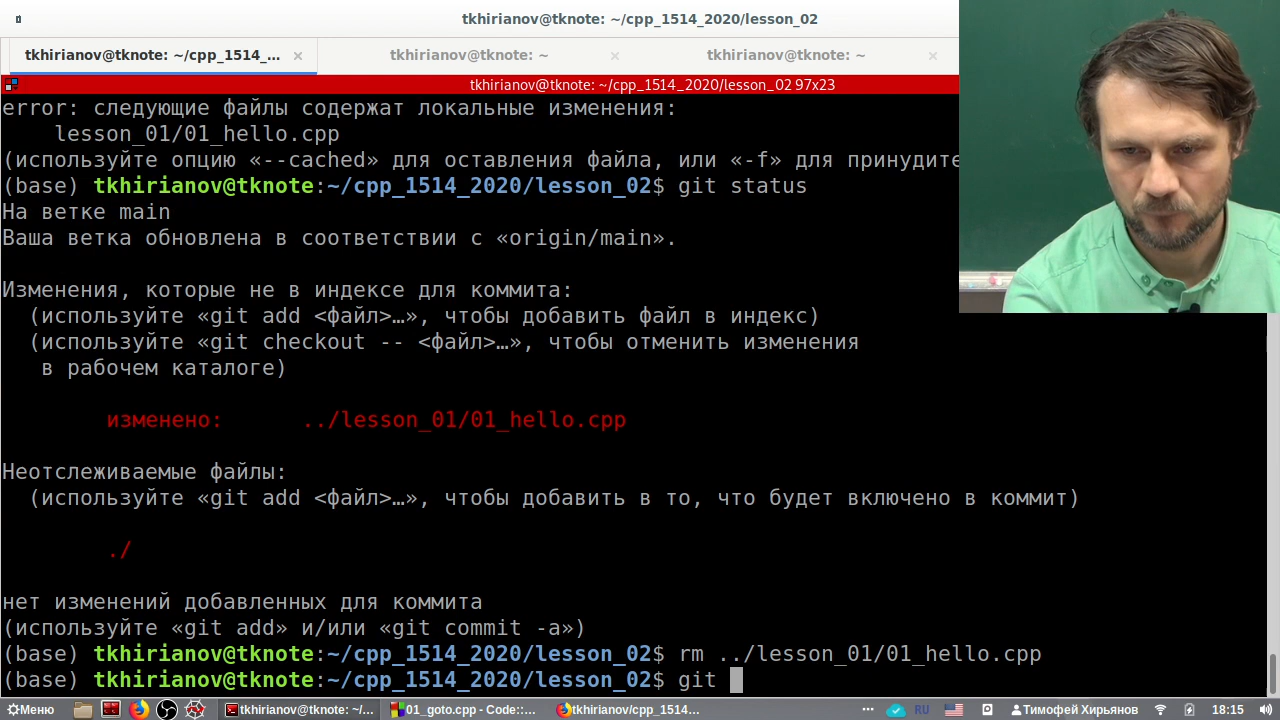 tkhirianov@tknote: ~/cpp_1514_2020/lesson_02
tkhirianov@tknote: ~/cpp_1514_... × tkhirianov@tknote: ~ × tkhirianov@tknote: ~ ×
tkhirianov@tknote: ~/cpp_1514_2020/lesson_02 97x23
error: следующие файлы содержат локальные изменения:
lesson_01/01_hello.cpp
(используйте опцию «--cached» для оставления файла, или «-f» для принудите
(base) tkhirianov@tknote:~/cpp_1514_2020/lesson_02$ git status
На ветке main
Ваша ветка обновлена в соответствии с «origin/main».
Изменения, которые не в индексе для коммита:
(используйте «git add <файл>…», чтобы добавить файл в индекс)
(используйте «git checkout -- <файл>…», чтобы отменить изменения
в рабочем каталоге)
изменено: ../lesson_01/01_hello.cpp
Неотслеживаемые файлы:
(используйте «git add <файл>…», чтобы добавить в то, что будет включено в коммит)
./
нет изменений добавленных для коммита
(используйте «git add» и/или «git commit -a»)
(base) tkhirianov@tknote:~/cpp_1514_2020/lesson_02$ rm ../lesson_01/01_hello.cpp
(base) tkhirianov@tknote:~/cpp_1514_2020/lesson_02$ git
Меню tkhirianov@tknote: ~/... 01_goto.cpp - Code::... tkhirianov/cpp_1514... RU Тимофей Хирьянов 18:15